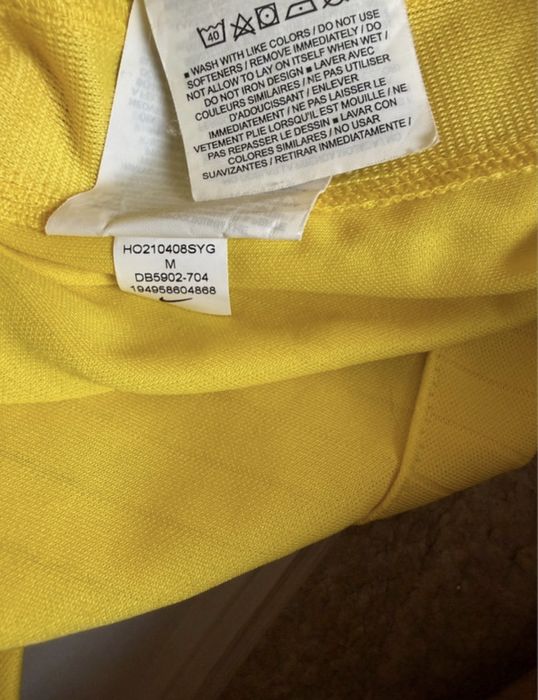 40
▪ WASH WITH LIKE COLORS / DO NOT USE
SOFTENERS / REMOVE IMMEDIATELY / DO
NOT ALLOW TO LAY ON ITSELF WHEN WET /
DO NOT IRON DESIGN ▪ LAVER AVEC
COULEURS SIMILAIRES / NE PAS UTILISER
D'ADOUCISSANT / ENLEVER
IMMEDIATEMENT / NE PAS LAISSER LE
VETEMENT PLIE LORSQU'IL EST MOUILLE / NE
PAS REPASSER LE DESSIN ▪ LAVAR CON
COLORES SIMILARES / NO USAR
SUAVIZANTES / RETIRAR INMEDIATAMENTE /
HO210408SYG
M
DB5902-704
194958604868